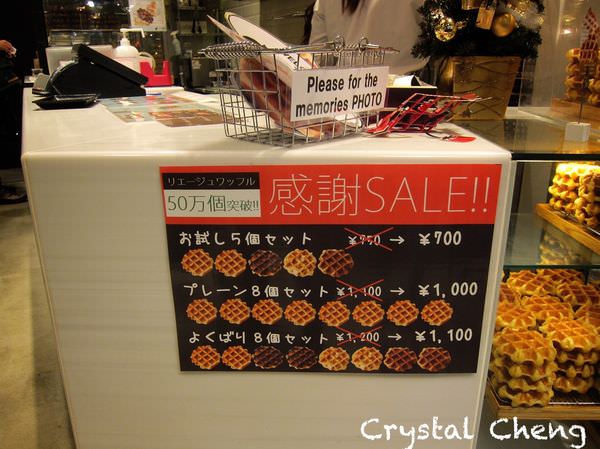 Please for the
memories PHOTO
リエージュワッフル
50万個突破!!
感謝SALE!!
お試し5個セット ¥750 → ¥700
プレーン8個セット ¥1,100 → ¥1,000
よくばり8個セット ¥1,200 → ¥1,100
Crystal Cheng